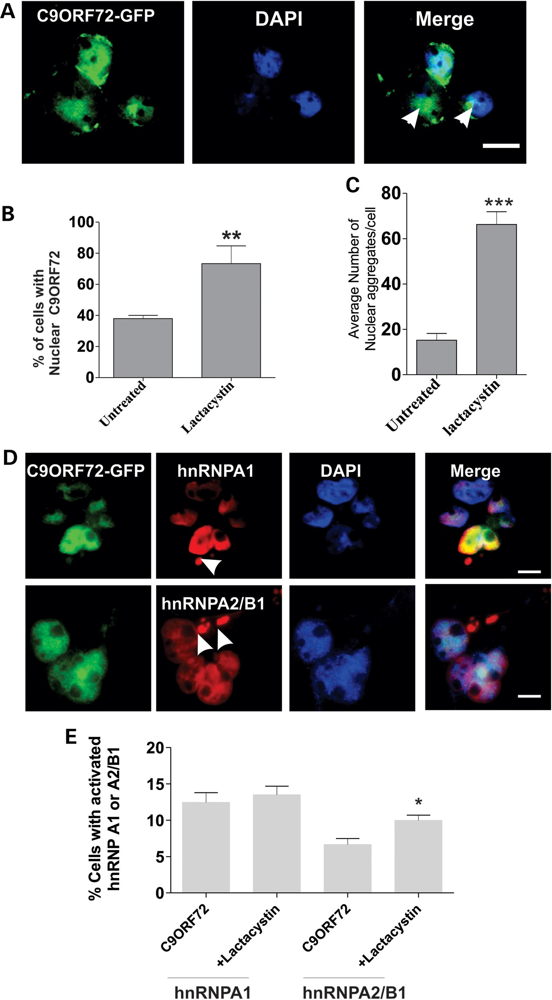 A
C9ORF72-GFP
DAPI
Merge
B
% of cells with
Nuclear C9ORF72
100
80
60
40
20
0
**
Untreated
Lactacystin
C
Average Number of
Nuclear aggregates/cell
80
60
40
20
0
***
Untreated
lactacystin
D
C9ORF72-GFP
hnRNPA1
DAPI
Merge
hnRNPA2/B1
E
% Cells with activated
hnRNP A1 or A2/B1
20
15
10
5
0
*
C9ORF72
+Lactacystin
C9ORF72
+Lactacystin
hnRNPA1
hnRNPA2/B1